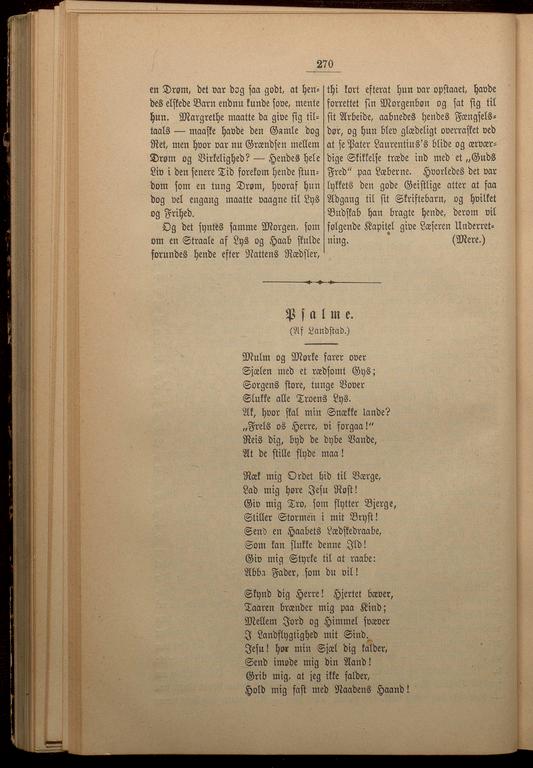 270
en Drøm, det var dog saa godt, at hen-
des elskede Barn endnu kunde sove, mente
hun. Margrethe maatte da give sig til-
taals — maaske havde den Gamle dog
Ret, men hvor var nu Grændsen mellem
Drøm og Virkelighed? — Hendes hele
Liv i den senere Tid forekom hende stun-
dom som en tung Drøm, hvoraf hun
dog vel engang maatte vaagne til Lys
og Frihed.
Og det syntes samme Morgen, som
om en Straale af Lys og Haab skulde
forundes hende efter Nattens Rædsler,
thi kort efterat hun var opstaaet, havde
forrettet sin Morgenbøn og sat sig til
sit Arbeide, aabnedes hendes Fængsels-
dør, og hun blev glædeligt overrasket ved
at se Pater Laurentius's blide og ærvær-
dige Skikkelse træde ind med et „Guds
Fred“ paa Læberne. Hvorledes det var
lykkets den gode Geistlige atter at faa
Adgang til sit Skriftebarn, og hvilket
Budskab han bragte hende, derom vil
følgende Kapitel give Læseren Underret-
ning. (Mere.)
Psalme.
(Af Landstad.)
Mulm og Mørke farer over
Sjælen med et rædsomt Gys;
Sorgens store, tunge Vover
Slukke alle Troens Lys.
Ak, hvor skal min Snække lande?
„Frels os Herre, vi forgaa!“
Reis dig, byd de dybe Vande,
At de stille flyde maa!
Ræk mig Ordet hid til Værge,
Lad mig høre Jesu Røst!
Giv mig Tro, som flytter Bjerge,
Stiller Stormen i mit Bryst!
Send en Haabets Lædskedraabe,
Som kan slukke denne Ild!
Giv mig Styrke til at raabe:
Abba Fader, som du vil!
Skynd dig Herre! Hjertet bæver,
Taaren brænder mig paa Kind;
Mellem Jord og Himmel svæver
I Landflygtighed mit Sind.
Jesu! hør min Sjæl dig kalder,
Send imøde mig din Aand!
Grib mig, at jeg ikke falder,
Hold mig fast med Naadens Haand!